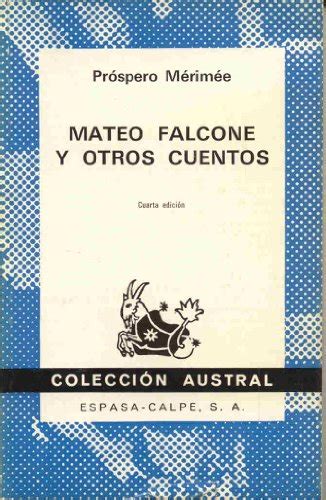 Próspero Mérimée
MATEO FALCONE
Y OTROS CUENTOS
Cuarta edición
COLECCIÓN AUSTRAL
ESPASA-CALPE, S. A.